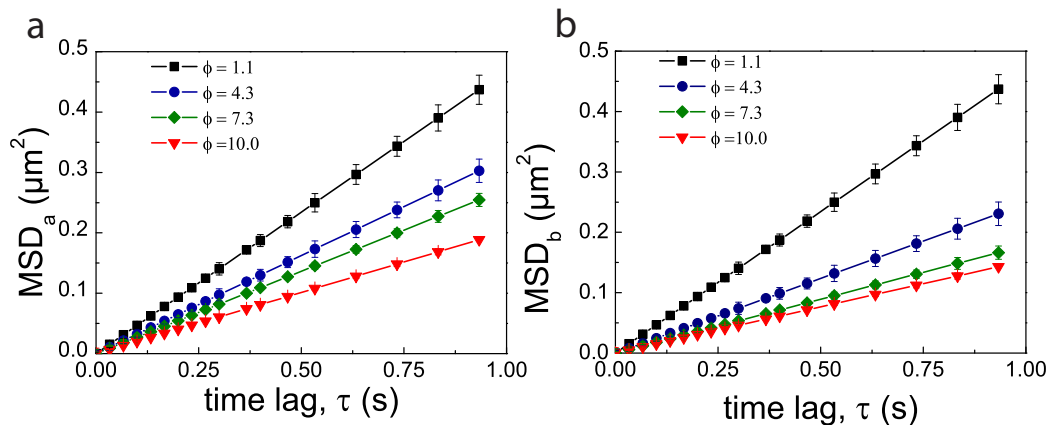 a
MSDa (μm²)
0.5
0.4
0.3
0.2
0.1
0.0
ϕ = 1.1
ϕ = 4.3
ϕ = 7.3
ϕ =10.0
0.00 0.25 0.50 0.75 1.00
time lag, τ (s)
b
MSDb (μm²)
0.5
0.4
0.3
0.2
0.1
0.0
ϕ = 1.1
ϕ = 4.3
ϕ = 7.3
ϕ =10.0
0.00 0.25 0.50 0.75 1.00
time lag, τ (s)